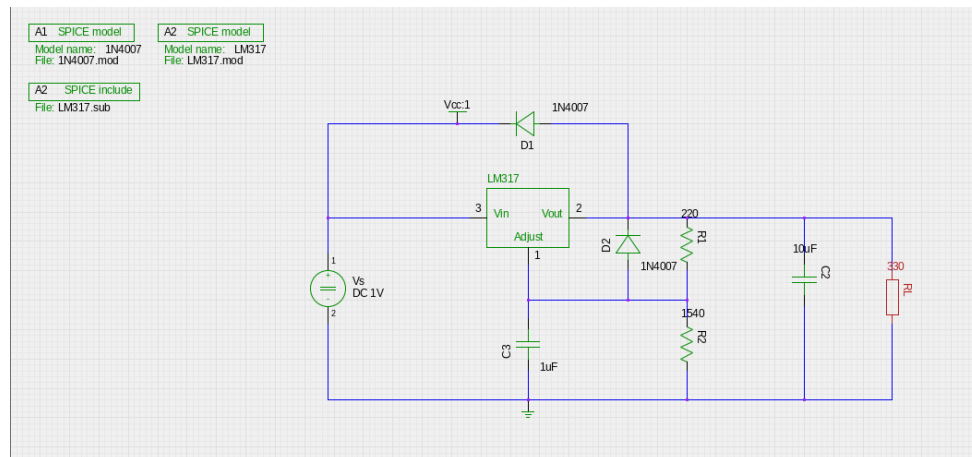 A1 SPICE model
Model name: 1N4007
File: 1N4007.mod
A2 SPICE model
Model name: LM317
File: LM317.mod
A2 SPICE include
File: LM317.sub
Vcc:1
1N4007
D1
LM317
3 Vin Vout 2
Adjust
1
220
R1
D2
1N4007
10uF
C2
330
RL
1
+
Vs
DC 1V
-
2
1540
R2
C3
1uF